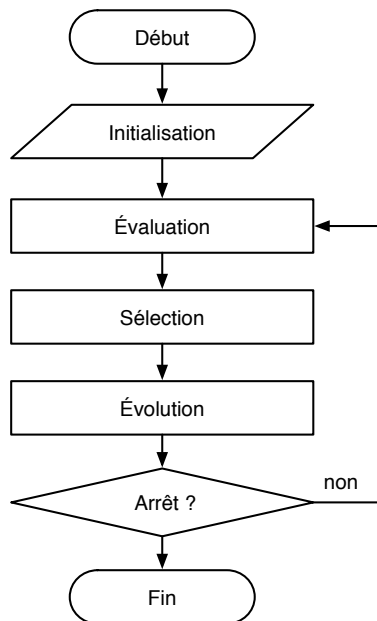 Début
Initialisation
Évaluation
Sélection
Évolution
Arrêt ?
non
Fin